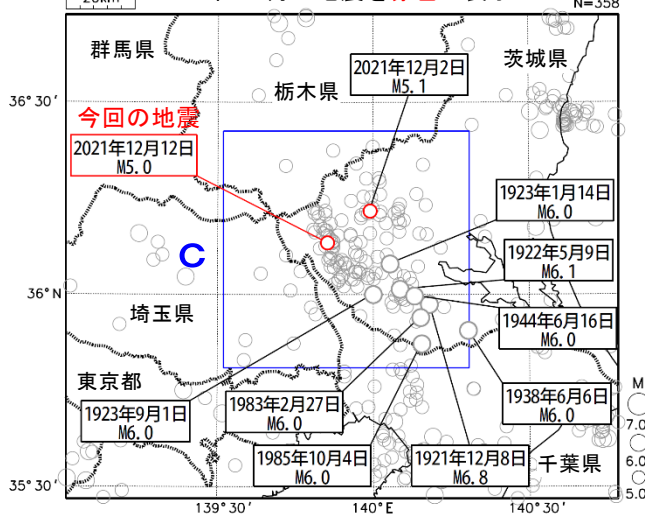 20km
N=358
群馬県
茨城県
2021年12月2日
M5.1
栃木県
36°30′
今回の地震
2021年12月12日
M5.0
1923年1月14日
M6.0
1922年5月9日
M6.1
C
36°N
1944年6月16日
M6.0
埼玉県
東京都
1938年6月6日
M6.0
1983年2月27日
M6.0
1923年9月1日
M6.0
1985年10月4日
M6.0
1921年12月8日
M6.8
千葉県
M
7.0
6.0
5.0
35°30′
139°30′
140°E
140°30′